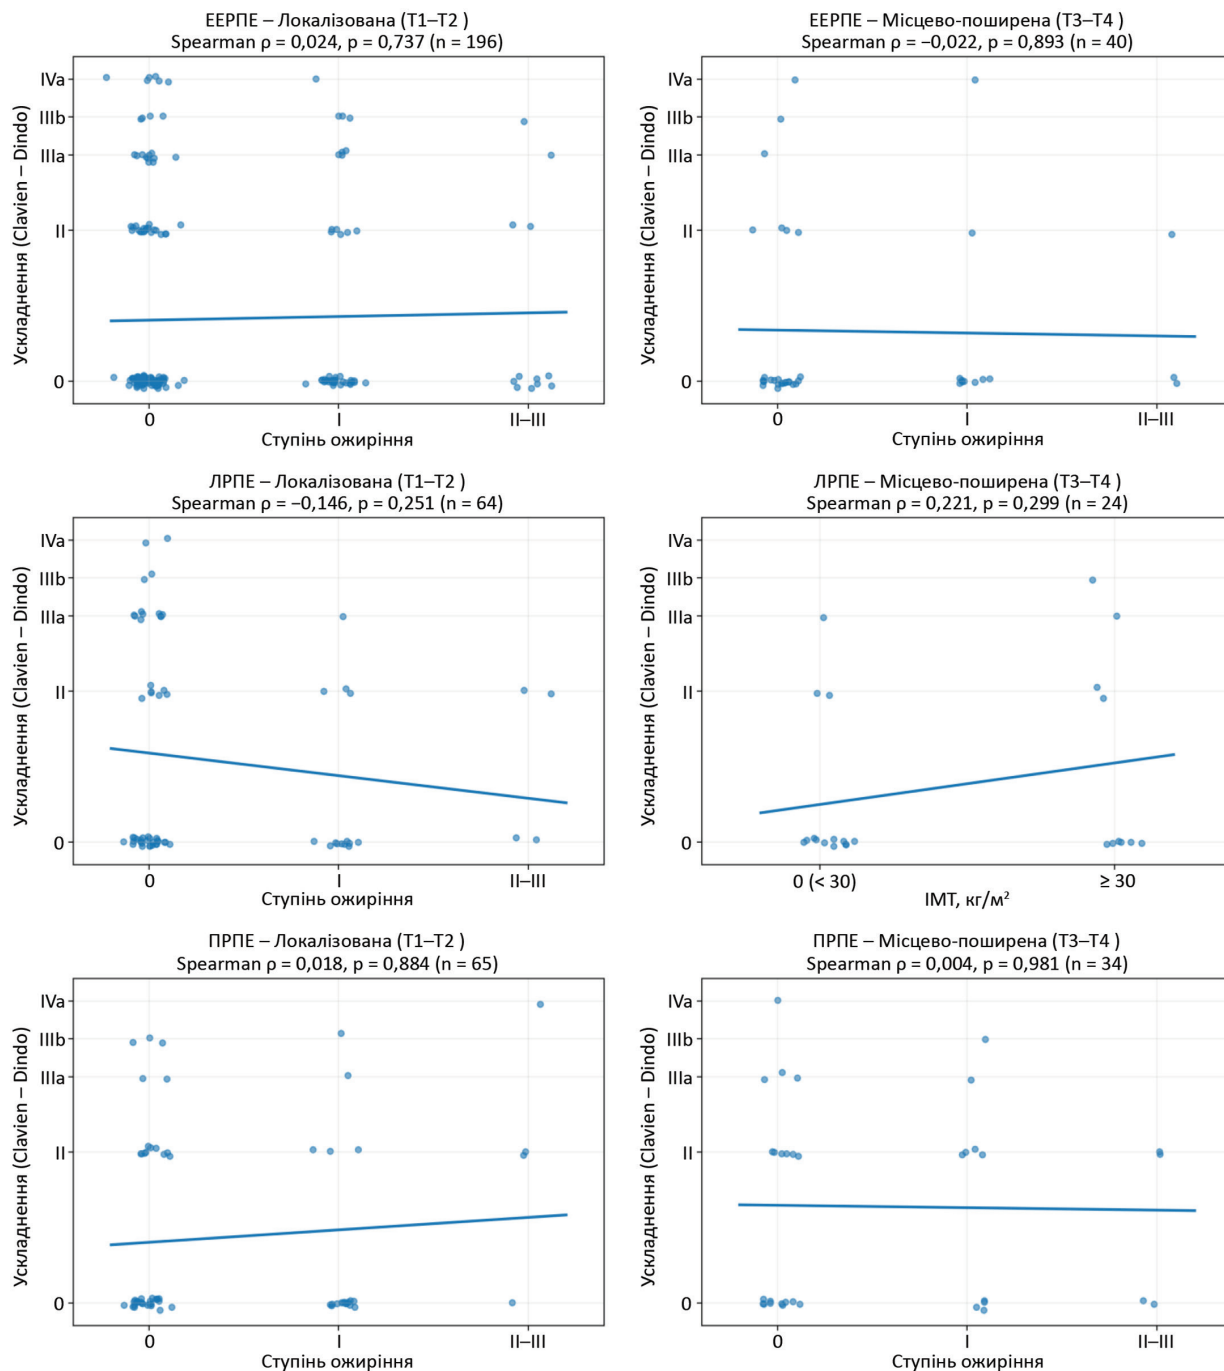 ЕЕРПЕ – Локалізована (T1–T2 )
Spearman ρ = 0,024, p = 0,737 (n = 196)
Ускладнення (Clavien – Dindo)
IVa
IIIb
IIIa
II
0
0 I II–III
Ступінь ожиріння
ЕЕРПЕ – Місцево-поширена (T3–T4 )
Spearman ρ = −0,022, p = 0,893 (n = 40)
Ускладнення (Clavien – Dindo)
IVa
IIIb
IIIa
II
0
0 I II–III
Ступінь ожиріння
ЛРПЕ – Локалізована (T1–T2 )
Spearman ρ = −0,146, p = 0,251 (n = 64)
Ускладнення (Clavien – Dindo)
IVa
IIIb
IIIa
II
0
0 I II–III
Ступінь ожиріння
ЛРПЕ – Місцево-поширена (T3–T4 )
Spearman ρ = 0,221, p = 0,299 (n = 24)
Ускладнення (Clavien – Dindo)
IVa
IIIb
IIIa
II
0
0 (< 30) ≥ 30
ІМТ, кг/м²
ПРПЕ – Локалізована (T1–T2 )
Spearman ρ = 0,018, p = 0,884 (n = 65)
Ускладнення (Clavien – Dindo)
IVa
IIIb
IIIa
II
0
0 I II–III
Ступінь ожиріння
ПРПЕ – Місцево-поширена (T3–T4 )
Spearman ρ = 0,004, p = 0,981 (n = 34)
Ускладнення (Clavien – Dindo)
IVa
IIIb
IIIa
II
0
0 I II–III
Ступінь ожиріння